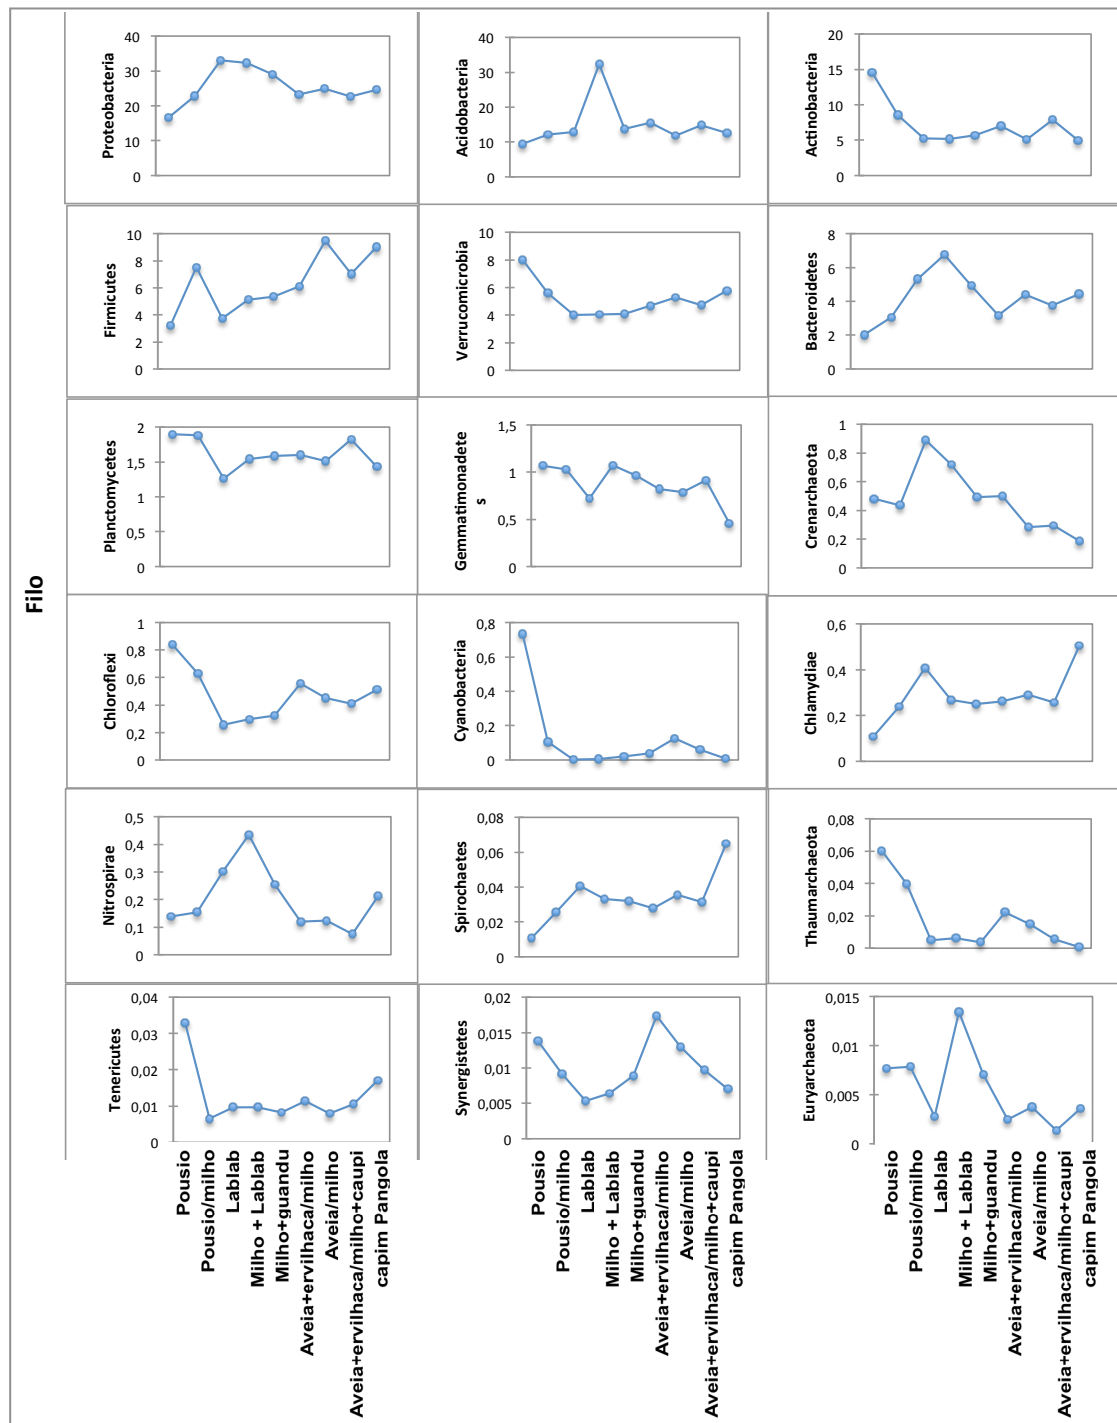 Filo
Proteobacteria
40
30
20
10
0
Acidobacteria
40
30
20
10
0
Actinobacteria
20
15
10
5
0
Firmicutes
10
8
6
4
2
0
Verrucomicrobia
10
8
6
4
2
0
Bacteroidetes
8
6
4
2
0
Planctomycetes
2
1,5
1
0,5
0
Gemmatimonadete
s
1,5
1
0,5
0
Crenarchaeota
1
0,8
0,6
0,4
0,2
0
Chloroflexi
1
0,8
0,6
0,4
0,2
0
Cyanobacteria
0,8
0,6
0,4
0,2
0
Chlamydiae
0,6
0,4
0,2
0
Nitrospirae
0,5
0,4
0,3
0,2
0,1
0
Spirochaetes
0,08
0,06
0,04
0,02
0
Thaumarchaeota
0,08
0,06
0,04
0,02
0
Tenericutes
0,04
0,03
0,02
0,01
0
Synergistetes
0,02
0,015
0,01
0,005
0
Euryarchaeota
0,015
0,01
0,005
0
Pousio
Pousio/milho
Lablab
Milho + Lablab
Milho+guandu
Aveia+ervilhaca/milho
Aveia/milho
Aveia+ervilhaca/milho+caupi
capim Pangola
Pousio
Pousio/milho
Lablab
Milho + Lablab
Milho+guandu
Aveia+ervilhaca/milho
Aveia/milho
Aveia+ervilhaca/milho+caupi
capim Pangola
Pousio
Pousio/milho
Lablab
Milho + Lablab
Milho+guandu
Aveia+ervilhaca/milho
Aveia/milho
Aveia+ervilhaca/milho+caupi
capim Pangola